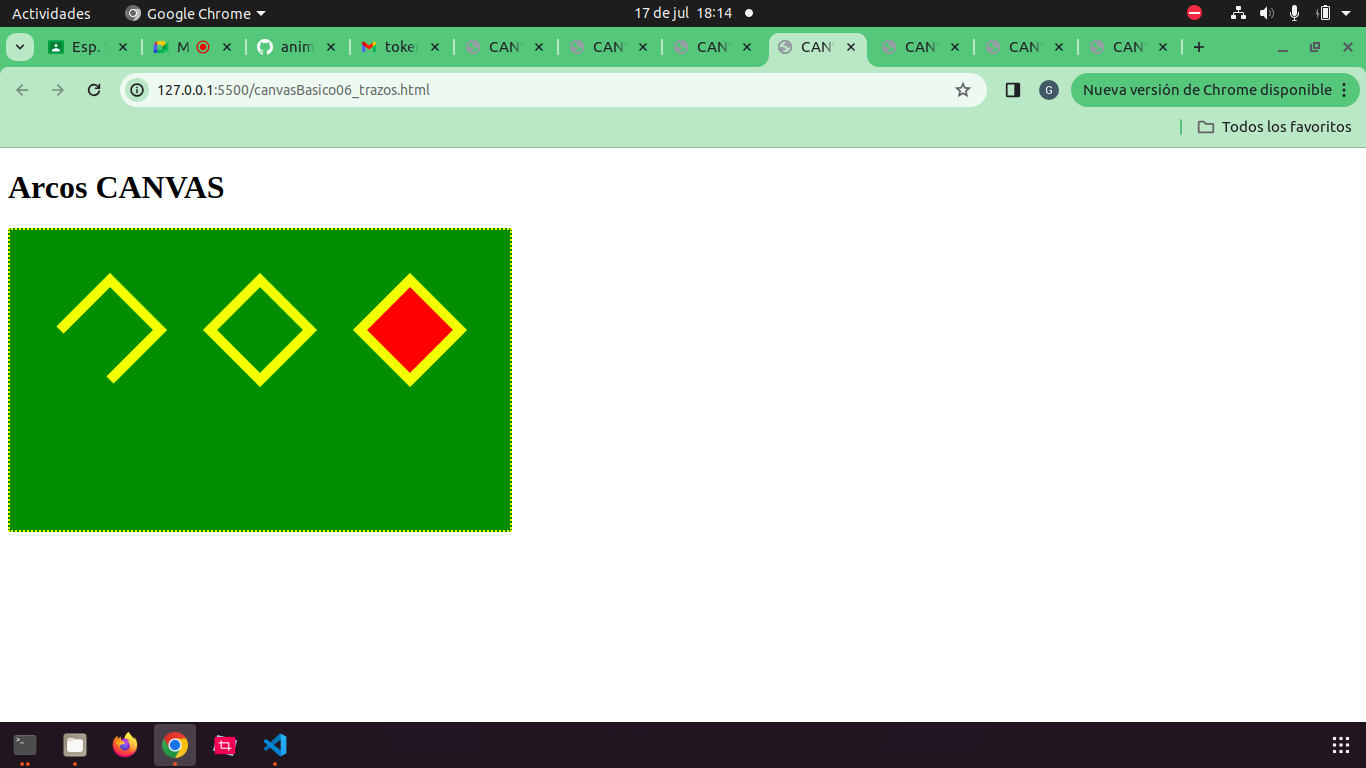 Actividades Google Chrome 17 de jul 18:14
Esp. M anim toke CAN CAN CAN CAN CAN CAN CAN
127.0.0.1:5500/canvasBasico06_trazos.html G Nueva versión de Chrome disponible
Todos los favoritos
Arcos CANVAS